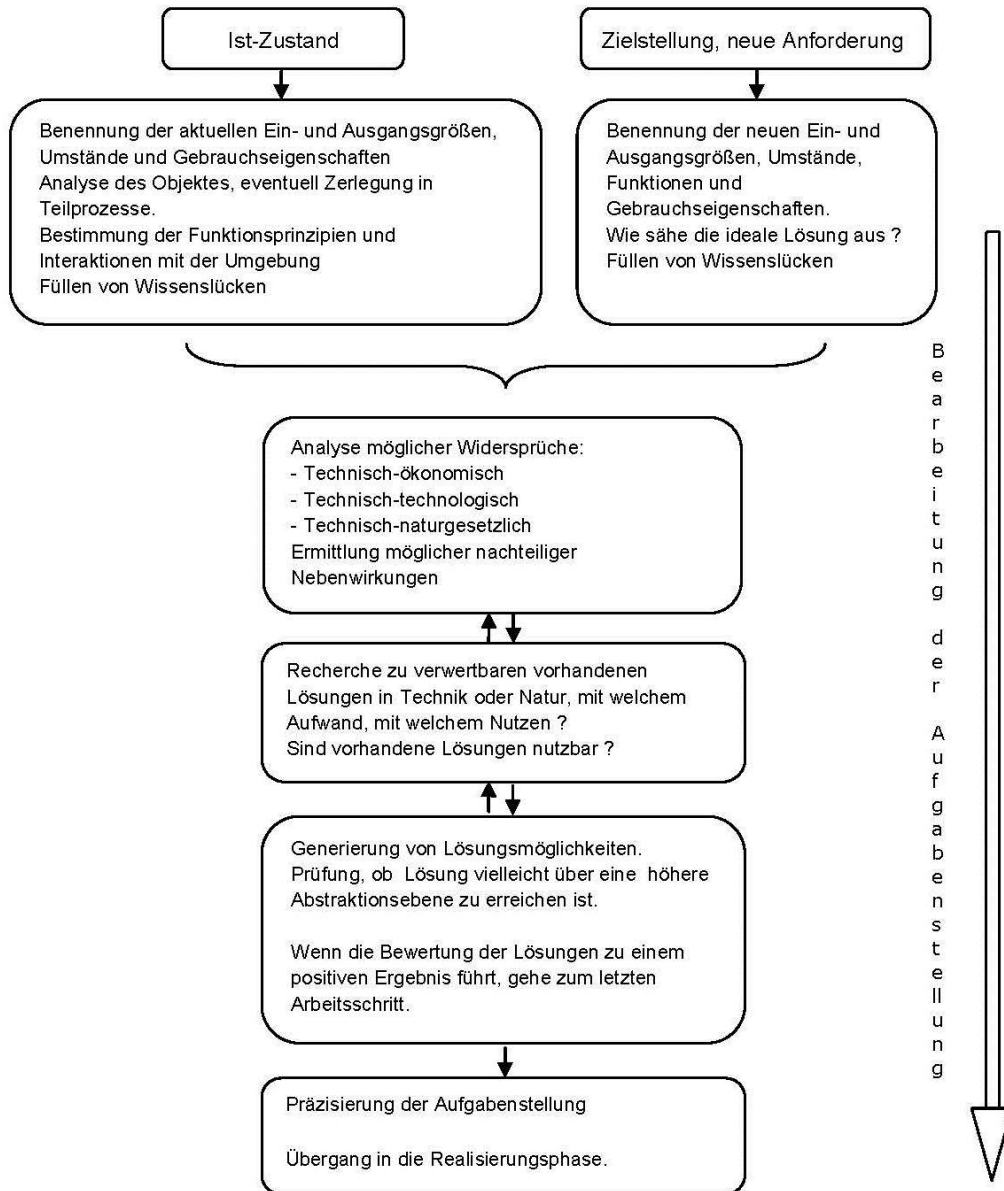 Ist-Zustand
Zielstellung, neue Anforderung
Benennung der aktuellen Ein- und Ausgangsgrößen,
Umstände und Gebrauchseigenschaften
Analyse des Objektes, eventuell Zerlegung in
Teilprozesse.
Bestimmung der Funktionsprinzipien und
Interaktionen mit der Umgebung
Füllen von Wissenslücken
Benennung der neuen Ein- und
Ausgangsgrößen, Umstände,
Funktionen und
Gebrauchseigenschaften.
Wie sähe die ideale Lösung aus ?
Füllen von Wissenslücken
Analyse möglicher Widersprüche:
- Technisch-ökonomisch
- Technisch-technologisch
- Technisch-naturgesetzlich
Ermittlung möglicher nachteiliger
Nebenwirkungen
Recherche zu verwertbaren vorhandenen
Lösungen in Technik oder Natur, mit welchem
Aufwand, mit welchem Nutzen ?
Sind vorhandene Lösungen nutzbar ?
Generierung von Lösungsmöglichkeiten.
Prüfung, ob Lösung vielleicht über eine höhere
Abstraktionsebene zu erreichen ist.
Wenn die Bewertung der Lösungen zu einem
positiven Ergebnis führt, gehe zum letzten
Arbeitsschritt.
Präzisierung der Aufgabenstellung
Übergang in die Realisierungsphase.
Bearbeitung der Aufgabenstellung